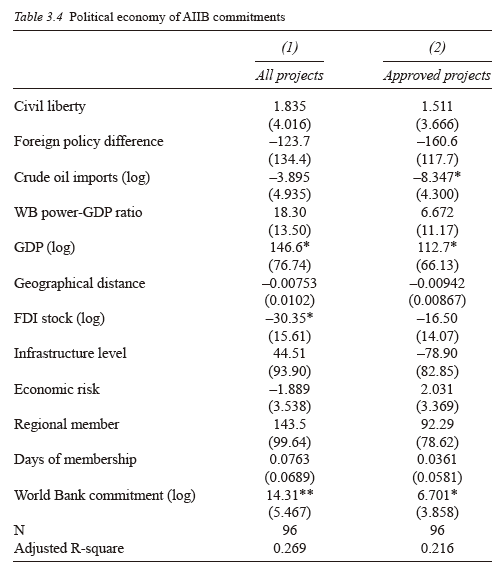 Table 3.4 Political economy of AIIB commitments
(1) (2)
All projects Approved projects
Civil liberty 1.835 1.511
(4.016) (3.666)
Foreign policy difference –123.7 –160.6
(134.4) (117.7)
Crude oil imports (log) –3.895 –8.347*
(4.935) (4.300)
WB power-GDP ratio 18.30 6.672
(13.50) (11.17)
GDP (log) 146.6* 112.7*
(76.74) (66.13)
Geographical distance –0.00753 –0.00942
(0.0102) (0.00867)
FDI stock (log) –30.35* –16.50
(15.61) (14.07)
Infrastructure level 44.51 –78.90
(93.90) (82.85)
Economic risk –1.889 2.031
(3.538) (3.369)
Regional member 143.5 92.29
(99.64) (78.62)
Days of membership 0.0763 0.0361
(0.0689) (0.0581)
World Bank commitment (log) 14.31** 6.701*
(5.467) (3.858)
N 96 96
Adjusted R-square 0.269 0.216